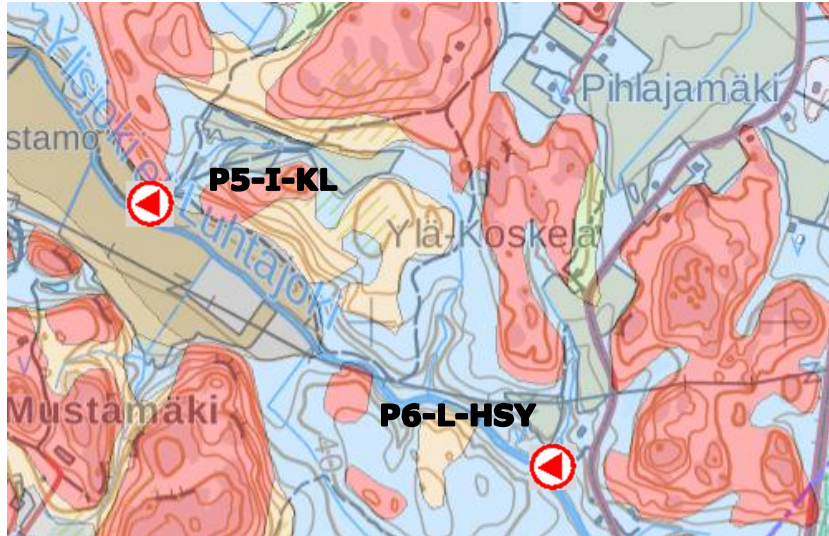 Ylisjoki eli Luhtajoki
Pihlajamäki
stamo
P5-I-KL
Ylä-Koskela
Mustamäki
P6-L-HSY
40